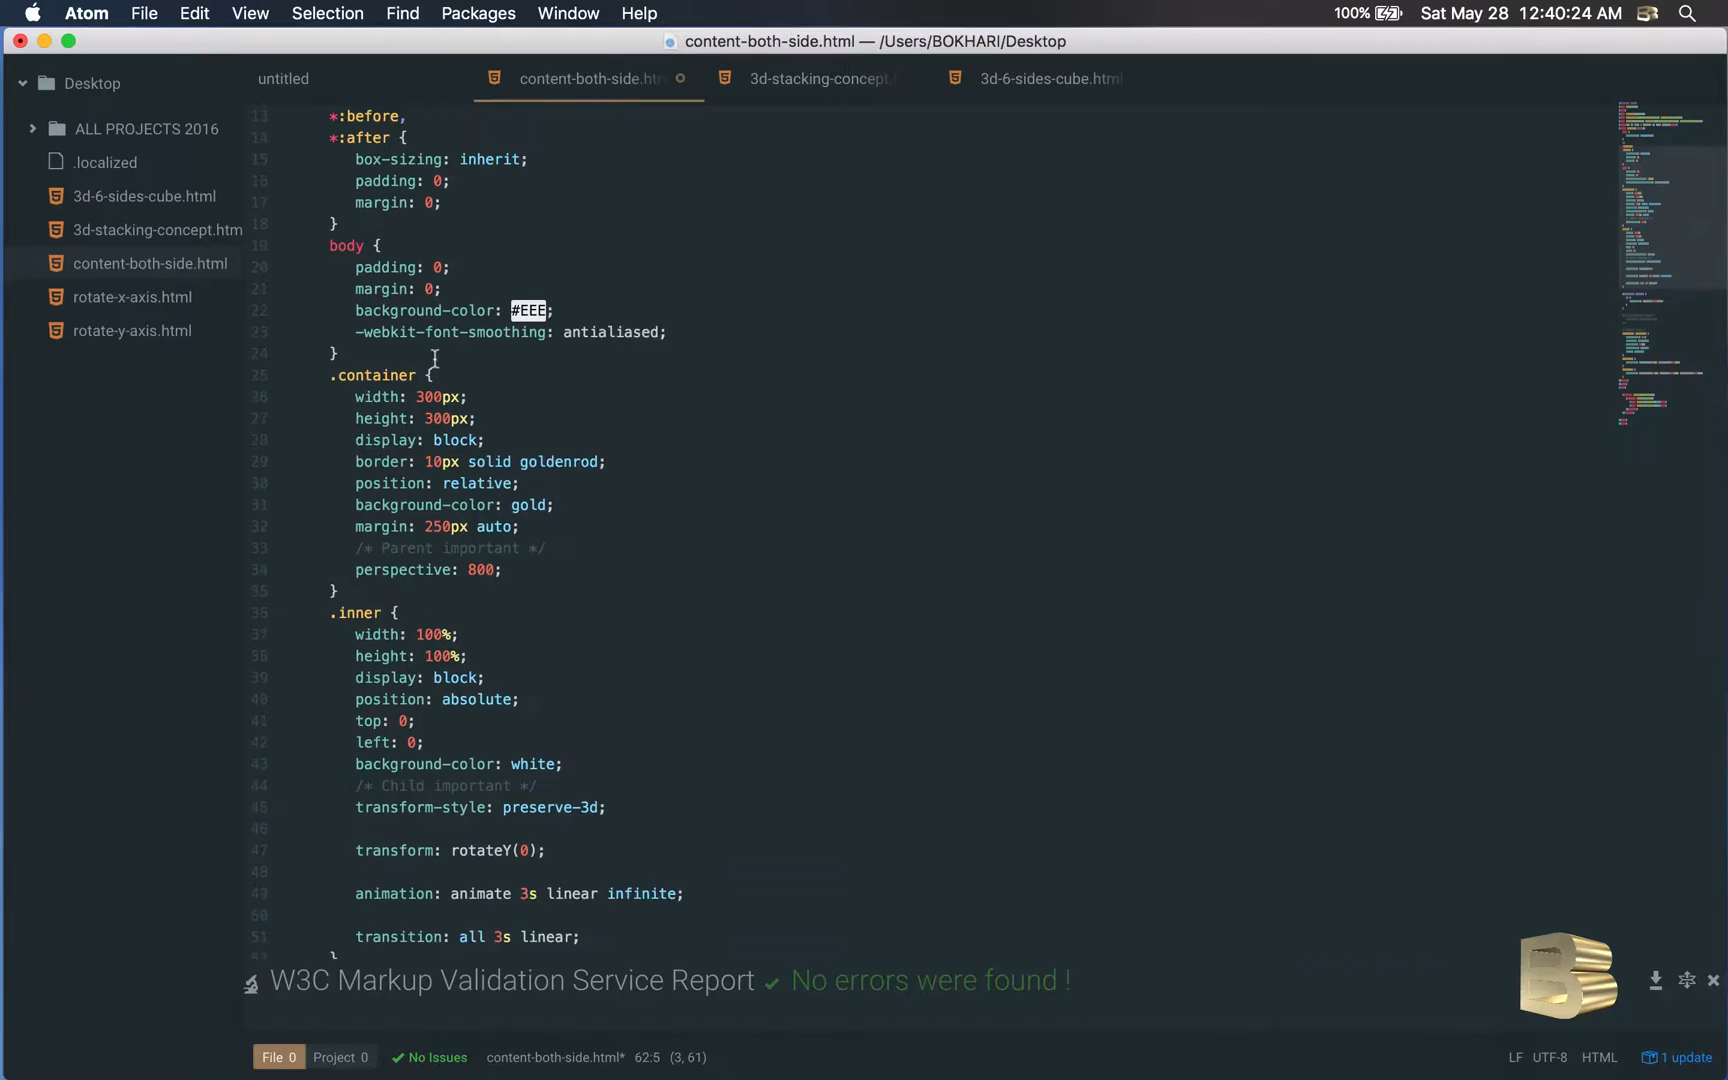 Atom File Edit View Selection Find Packages Window Help 100% Sat May 28 12:40:24 AM
content-both-side.html — /Users/BOKHARI/Desktop
Desktop
ALL PROJECTS 2016
.localized
3d-6-sides-cube.html
3d-stacking-concept.htm
content-both-side.html
rotate-x-axis.html
rotate-y-axis.html
untitled content-both-side.htm 3d-stacking-concept. 3d-6-sides-cube.html
13 *:before,
14 *:after {
15 box-sizing: inherit;
16 padding: 0;
17 margin: 0;
18 }
19 body {
20 padding: 0;
21 margin: 0;
22 background-color: #EEE;
23 -webkit-font-smoothing: antialiased;
24 }
25 .container {
26 width: 300px;
27 height: 300px;
28 display: block;
29 border: 10px solid goldenrod;
30 position: relative;
31 background-color: gold;
32 margin: 250px auto;
33 /* Parent important */
34 perspective: 800;
35 }
36 .inner {
37 width: 100%;
38 height: 100%;
39 display: block;
40 position: absolute;
41 top: 0;
42 left: 0;
43 background-color: white;
44 /* Child important */
45 transform-style: preserve-3d;
46
47 transform: rotateY(0);
48
49 animation: animate 3s linear infinite;
50
51 transition: all 3s linear;
W3C Markup Validation Service Report ✓ No errors were found !
B
File 0 Project 0 ✓ No Issues content-both-side.html* 62:5 (3, 61) LF UTF-8 HTML 1 update